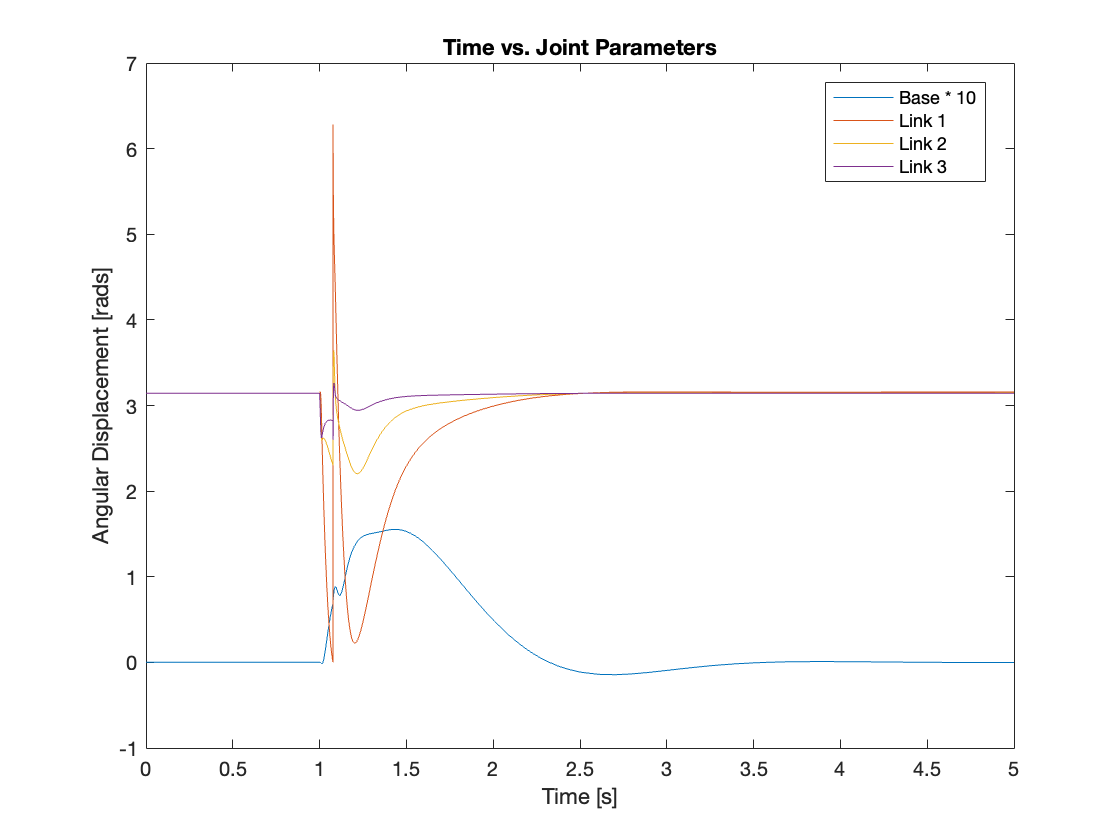 Time vs. Joint Parameters
7
6
5
4
3
2
1
0
-1
Angular Displacement [rads]
Base * 10
Link 1
Link 2
Link 3
0 0.5 1 1.5 2 2.5 3 3.5 4 4.5 5
Time [s]